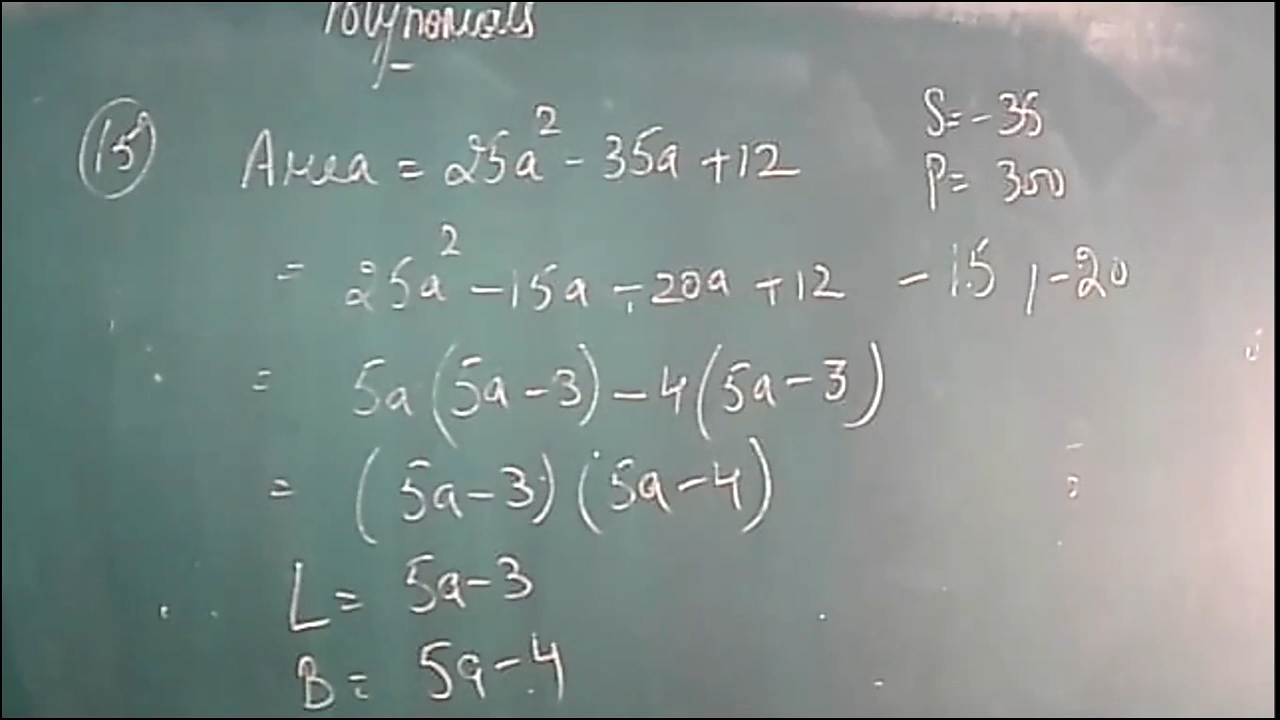 Polynomials
(15) Area = 25a² - 35a + 12
S = -35
P = 300
= 25a² - 15a - 20a + 12
-15, -20
= 5a(5a-3) - 4(5a-3)
= (5a-3)(5a-4)
L = 5a-3
B = 5a-4